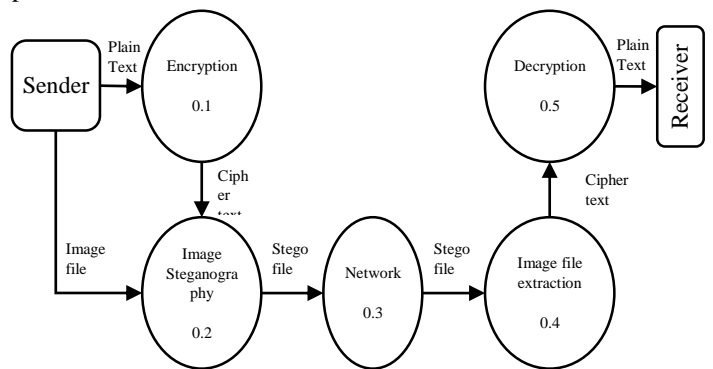 Sender
Plain
Text
Encryption
0.1
Ciph
er
text
Image
file
Image
Steganogra
phy
0.2
Stego
file
Network
0.3
Stego
file
Image file
extraction
0.4
Cipher
text
Decryption
0.5
Plain
Text
Receiver